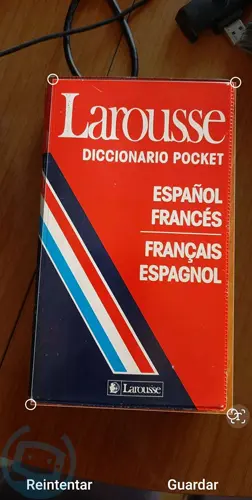 Larousse
DICCIONARIO POCKET
ESPAÑOL
FRANCÉS
FRANÇAIS
ESPAGNOL
Larousse
Reintentar
Guardar